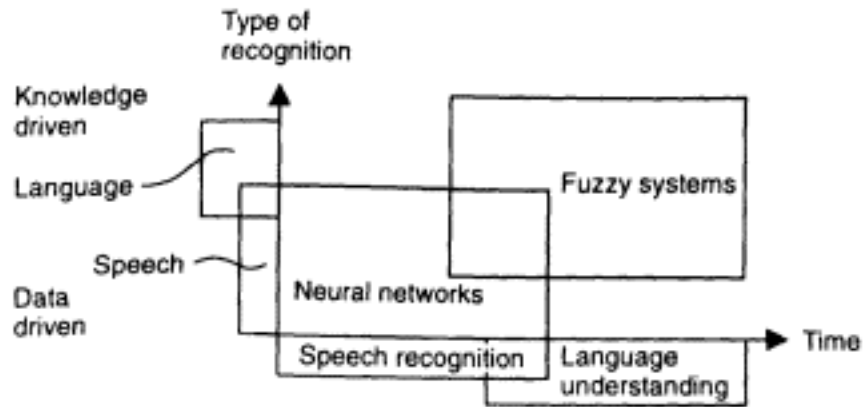 Type of
recognition
Knowledge
driven
Language
Fuzzy systems
Speech
Neural networks
Data
driven
Time
Speech recognition
Language
understanding